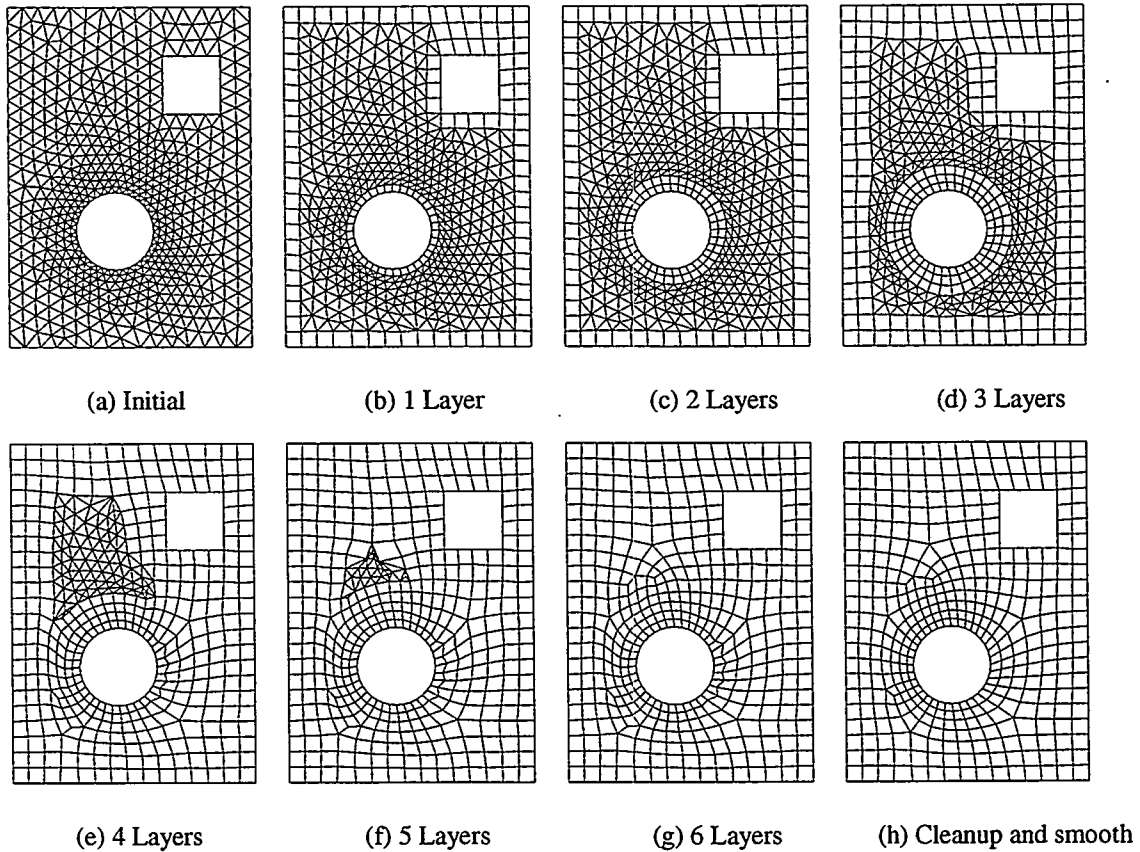 (a) Initial
(b) 1 Layer
(c) 2 Layers
(d) 3 Layers
(e) 4 Layers
(f) 5 Layers
(g) 6 Layers
(h) Cleanup and smooth